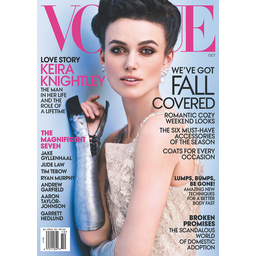 VOGUE
OCT
LOVE STORY
KEIRA
KNIGHTLEY
THE MAN
IN HER LIFE
AND THE
ROLE OF A
LIFETIME
THE
MAGNIFICENT
SEVEN
JAKE
GYLLENHAAL
JUDE LAW
TIM TEBOW
RYAN MURPHY
ANDREW
GARFIELD
AARON
TAYLOR-
JOHNSON
GARRETT
HEDLUND
WE'VE GOT
FALL
COVERED
ROMANTIC COZY
WEEKEND LOOKS
THE SIX MUST-HAVE
ACCESSORIES
OF THE SEASON
COATS FOR EVERY
OCCASION
LUMPS, BUMPS,
BE GONE!
AMAZING NEW
TECHNIQUES
FOR A BETTER
BODY FAST
BROKEN
PROMISES
THE SCANDALOUS
WORLD
OF DOMESTIC
ADOPTION